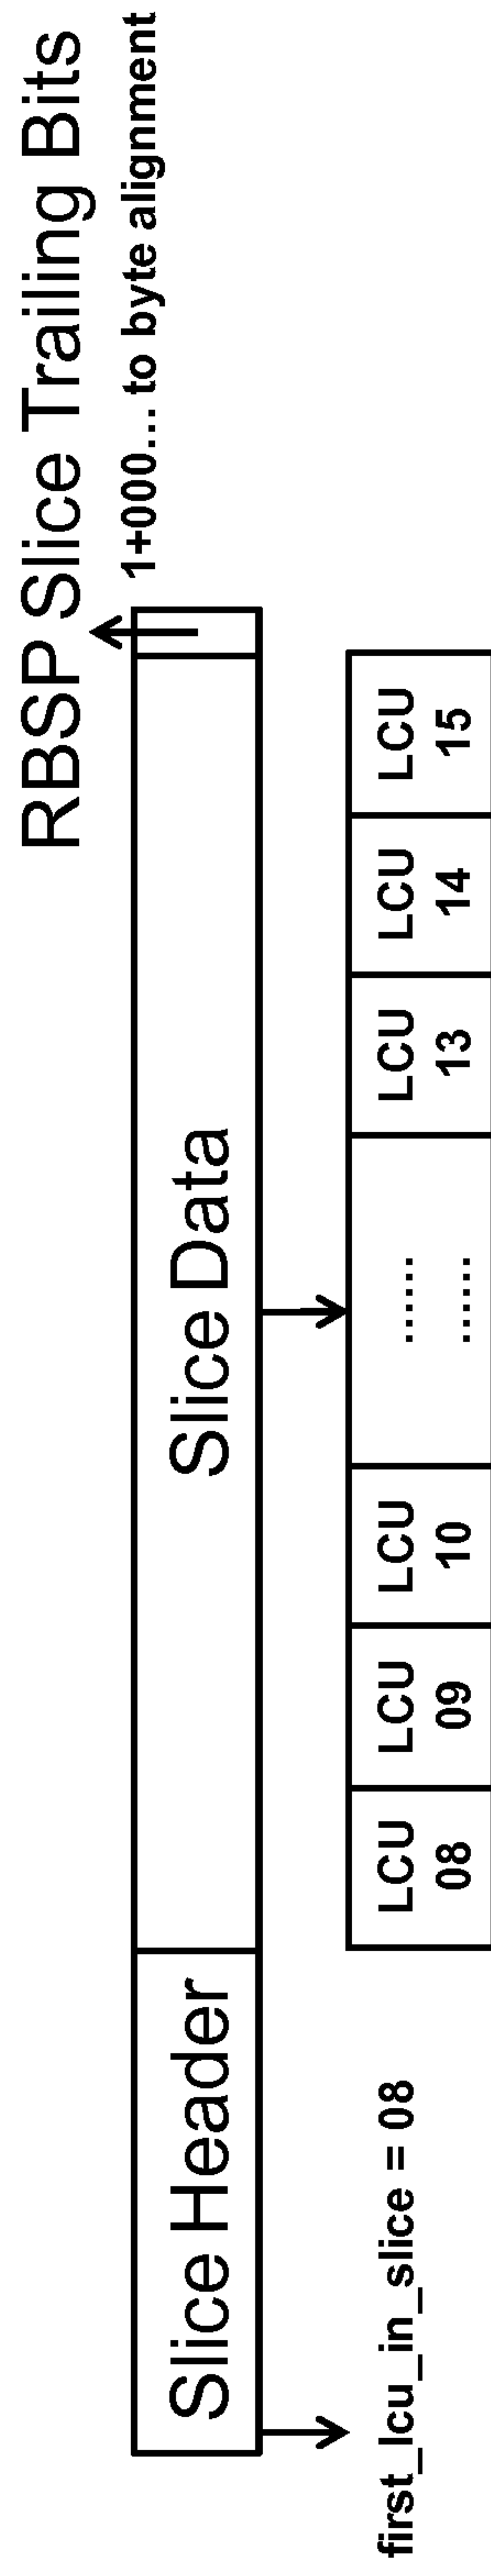 RBSP Slice Trailing Bits
1+000... to byte alignment
Slice Header
Slice Data
first_lcu_in_slice = 08
LCU
08
LCU
09
LCU
10
......
......
LCU
13
LCU
14
LCU
15